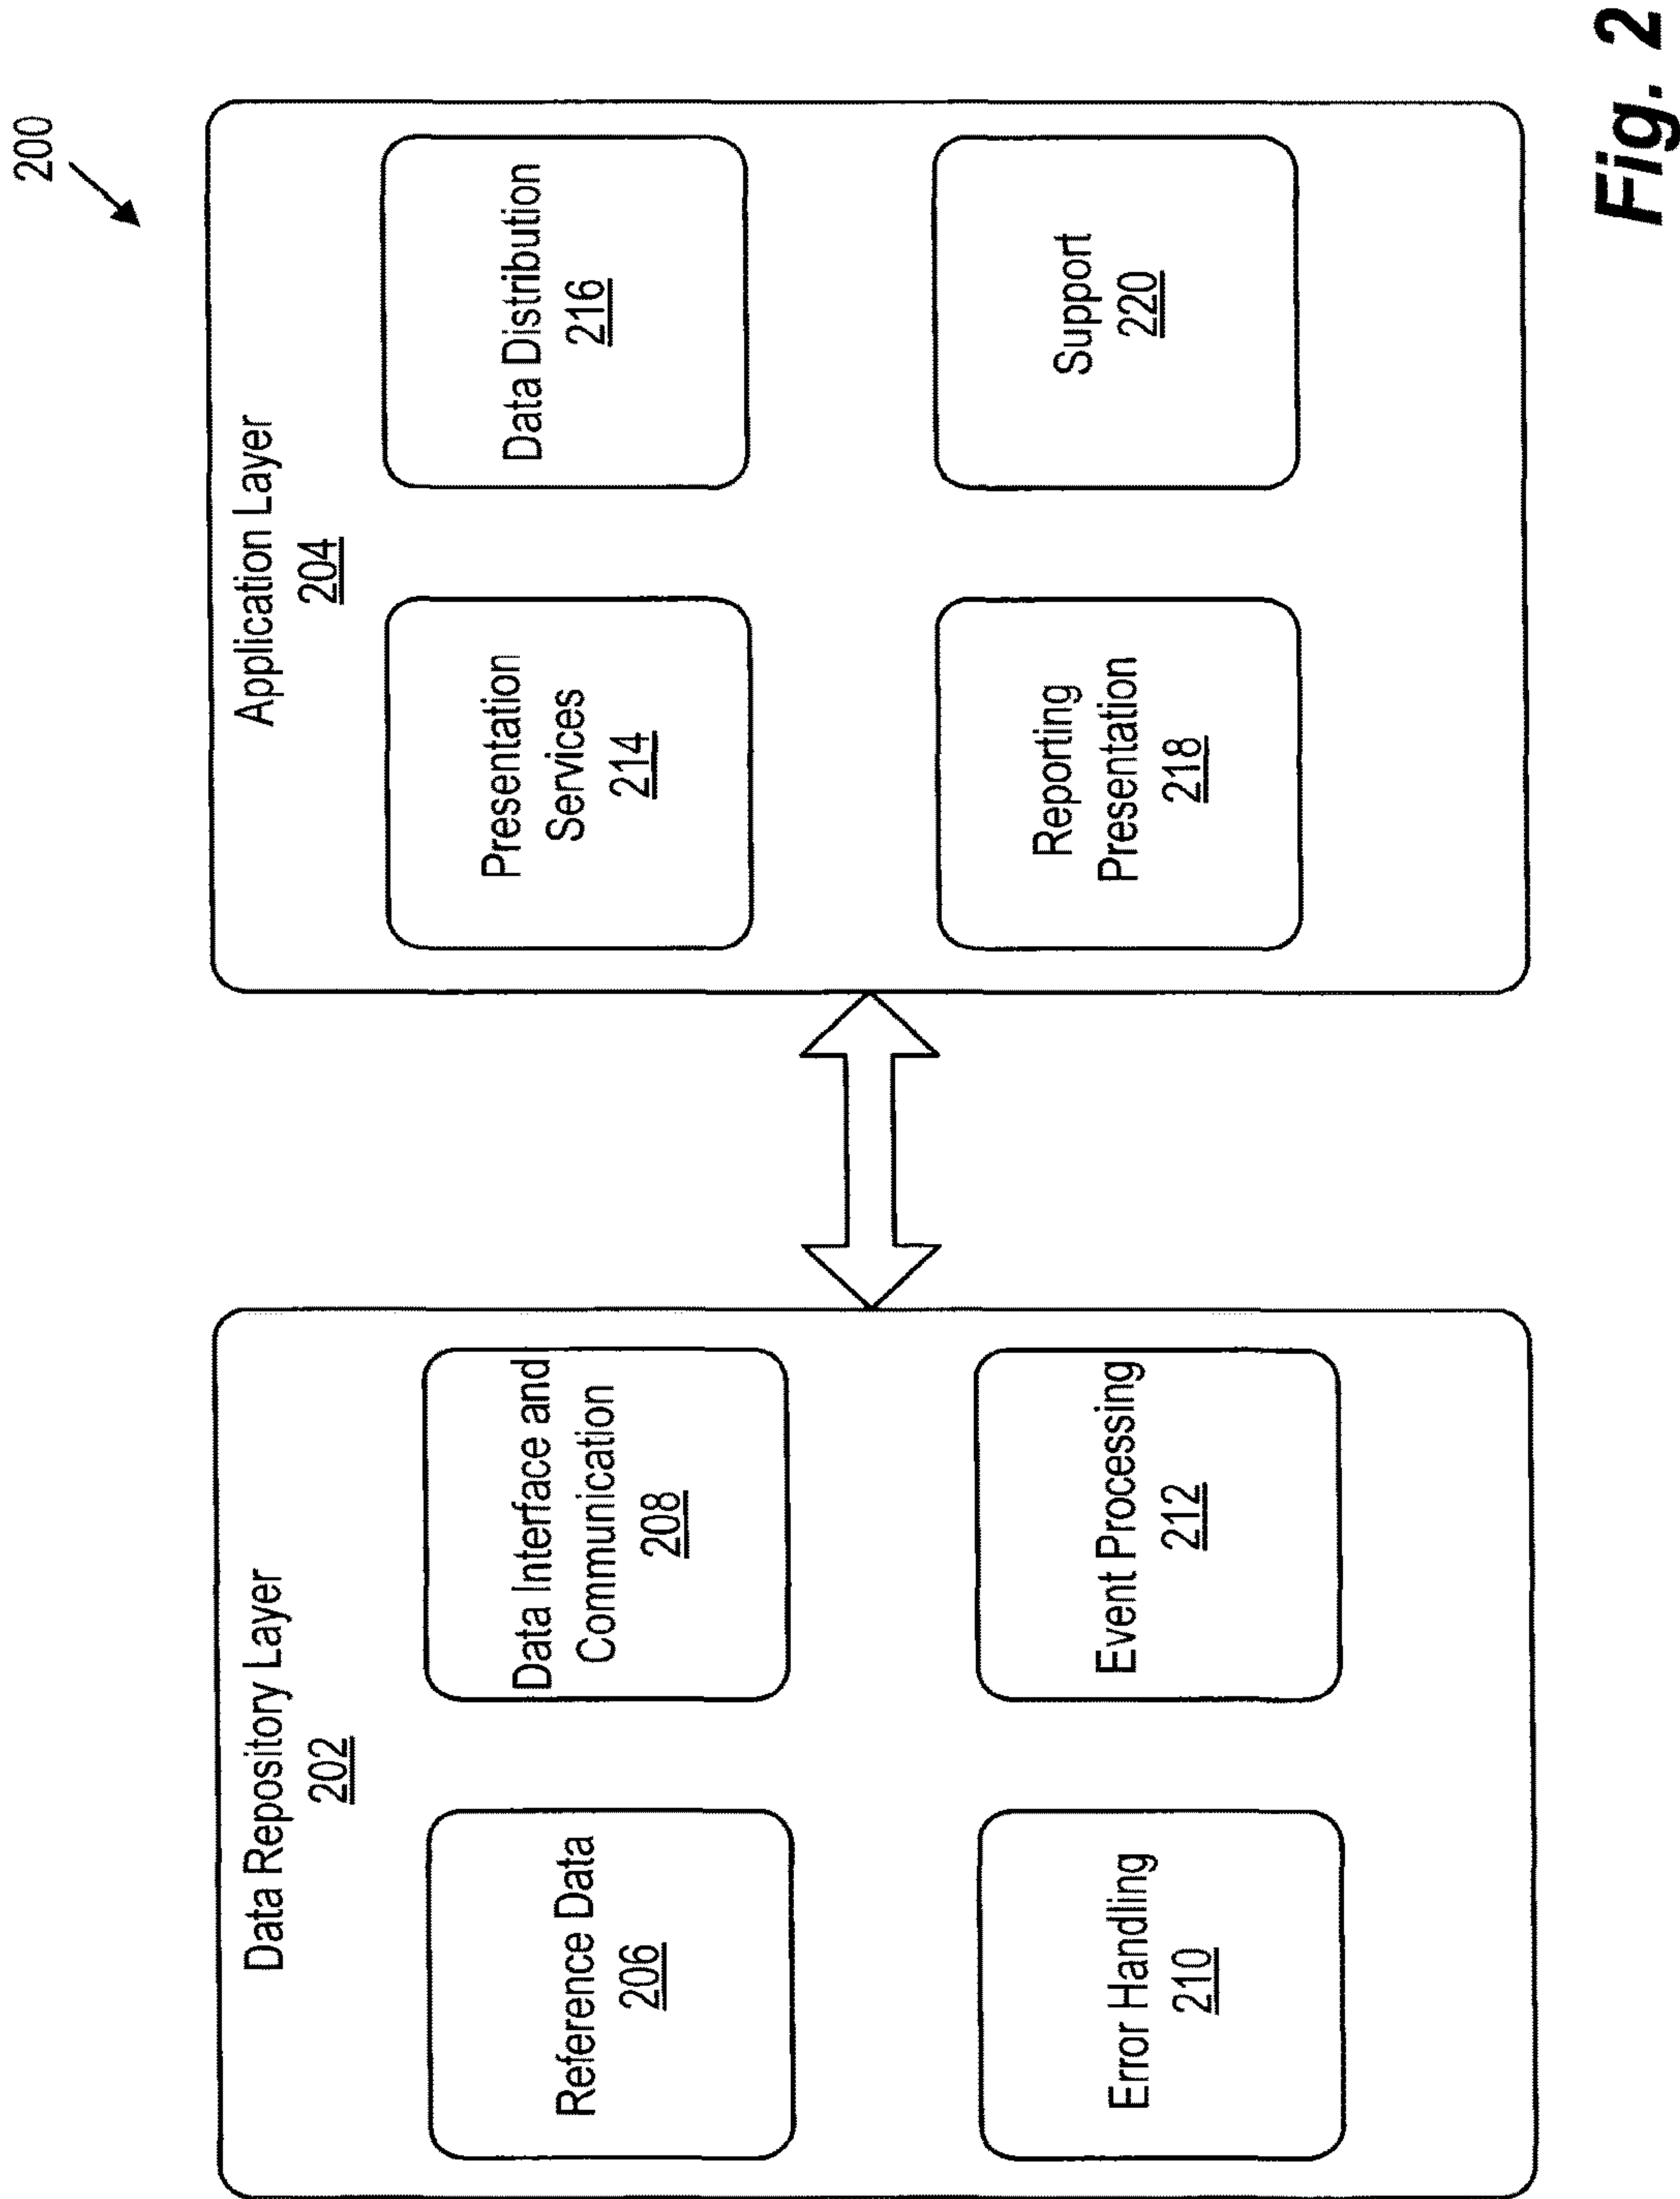 200
Data Repository Layer
202
Reference Data
206
Data Interface and
Communication
208
Error Handling
210
Event Processing
212
Application Layer
204
Presentation
Services
214
Data Distribution
216
Reporting
Presentation
218
Support
220
Fig. 2